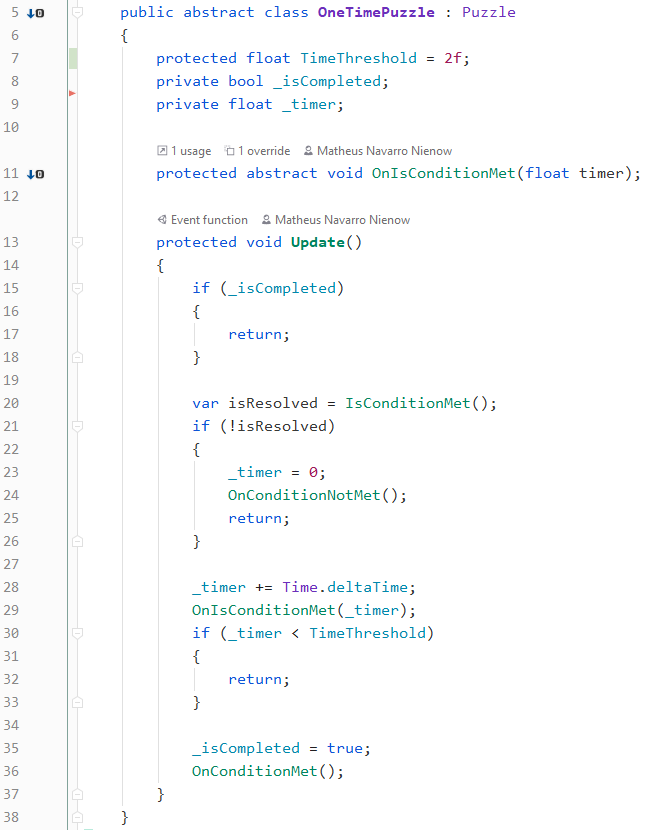 5 public abstract class OneTimePuzzle : Puzzle
6 {
7 protected float TimeThreshold = 2f;
8 private bool _isCompleted;
9 private float _timer;
10
1 usage 1 override Matheus Navarro Nienow
11 protected abstract void OnIsConditionMet(float timer);
12
Event function Matheus Navarro Nienow
13 protected void Update()
14 {
15 if (_isCompleted)
16 {
17 return;
18 }
19
20 var isResolved = IsConditionMet();
21 if (!isResolved)
22 {
23 _timer = 0;
24 OnConditionNotMet();
25 return;
26 }
27
28 _timer += Time.deltaTime;
29 OnIsConditionMet(_timer);
30 if (_timer < TimeThreshold)
31 {
32 return;
33 }
34
35 _isCompleted = true;
36 OnConditionMet();
37 }
38 }